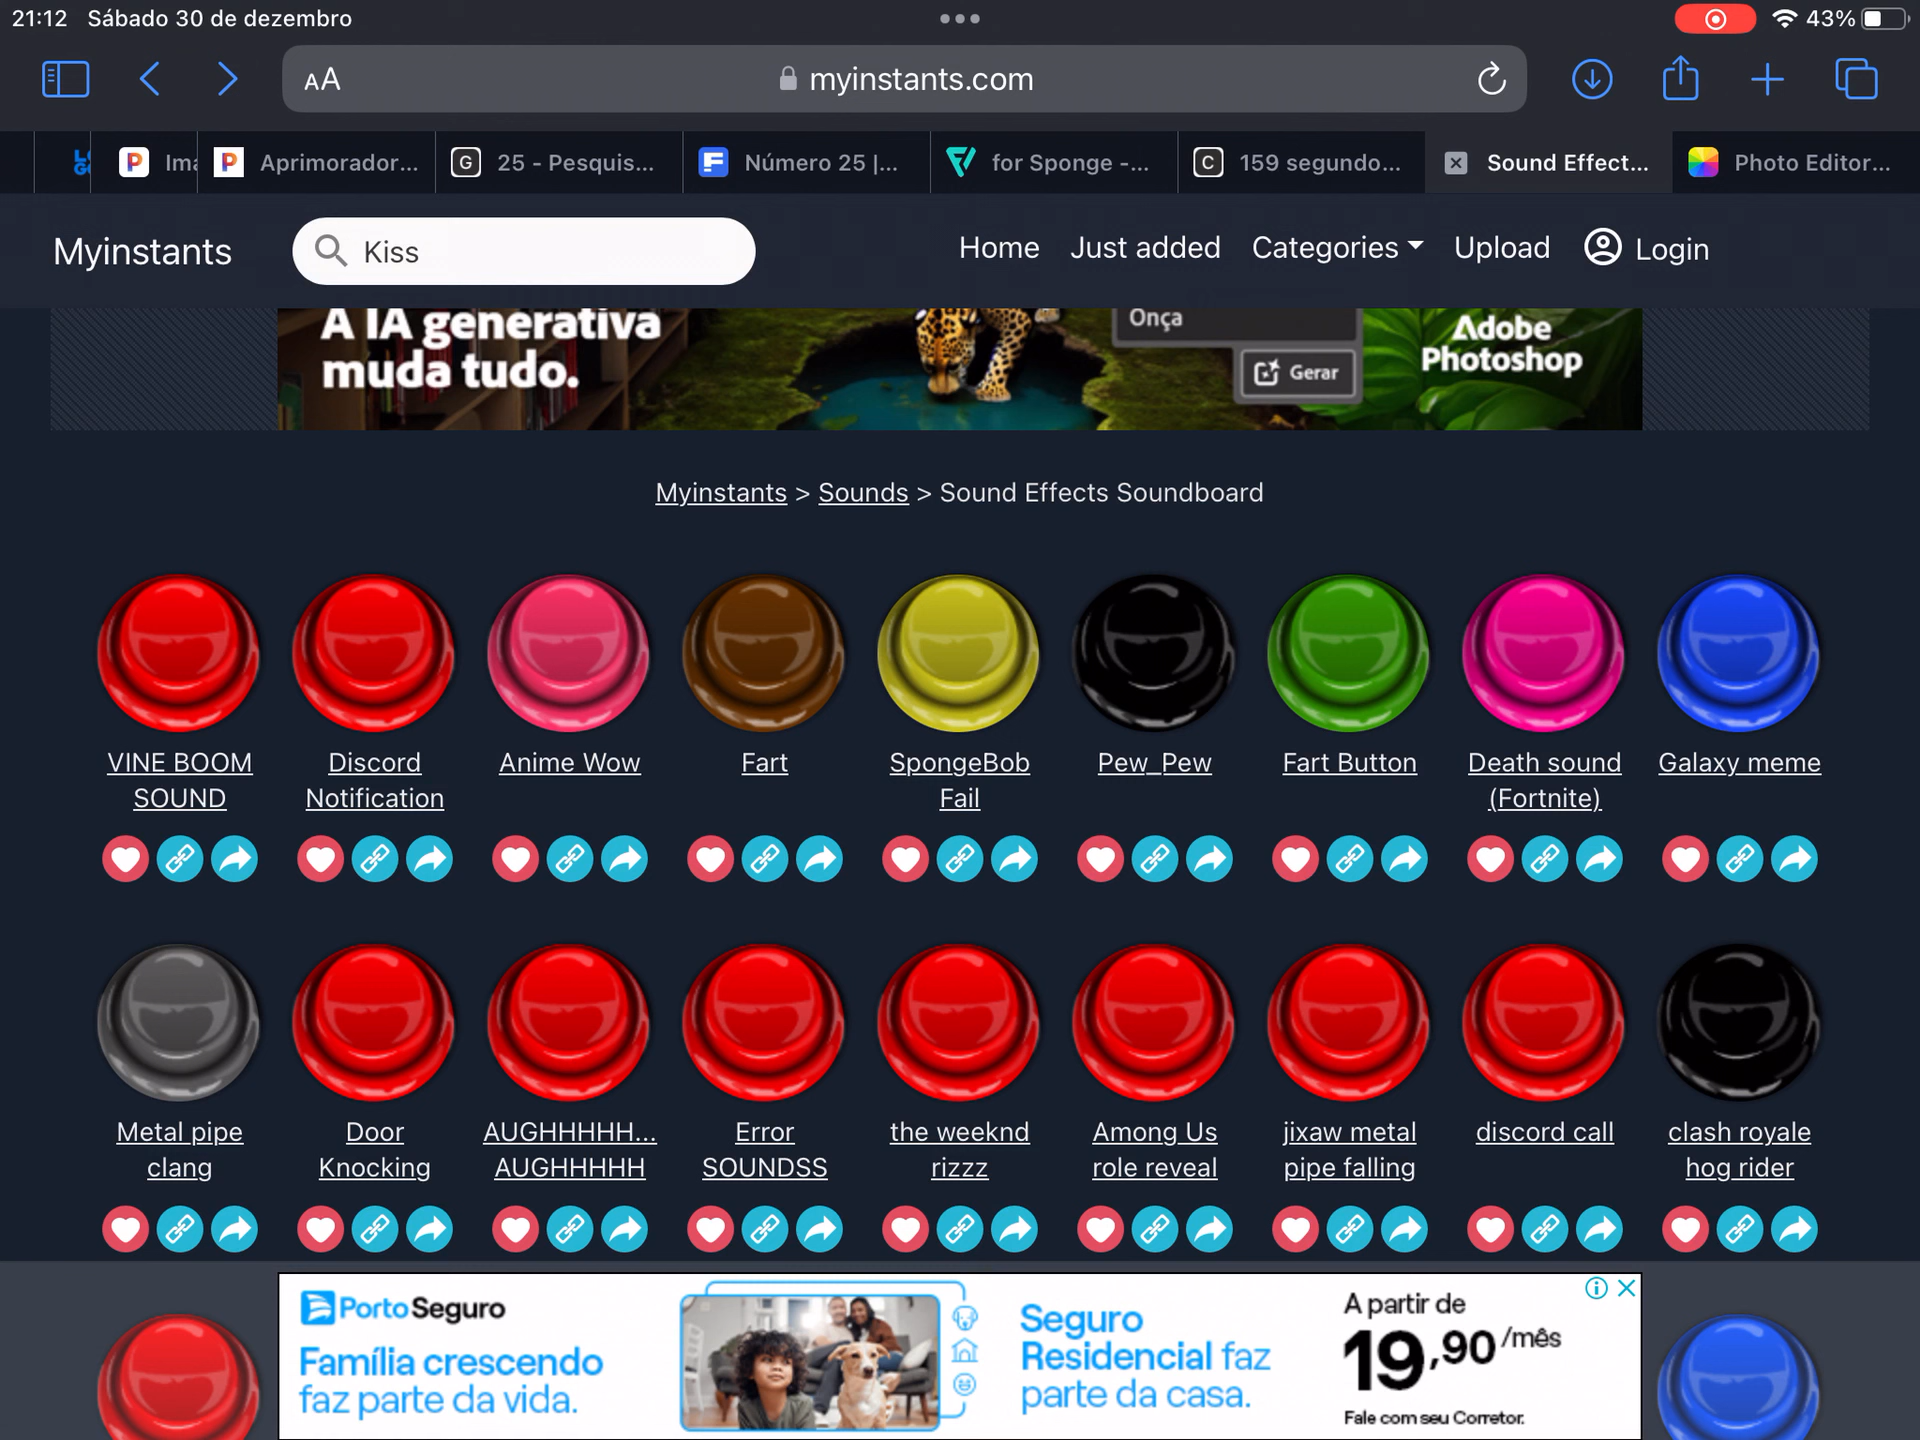 21:12 Sábado 30 de dezembro
43%
AA
myinstants.com
Ima
Aprimorador...
G 25 - Pesquis...
Número 25 |...
for Sponge -...
C 159 segundo...
Sound Effect...
Photo Editor...
Myinstants
Kiss
Home Just added Categories Upload Login
A IA generativa
muda tudo.
Onça
Gerar
Adobe
Photoshop
Myinstants > Sounds > Sound Effects Soundboard
VINE BOOM
SOUND
Discord
Notification
Anime Wow
Fart
SpongeBob
Fail
Pew_Pew
Fart Button
Death sound
(Fortnite)
Galaxy meme
Metal pipe
clang
Door
Knocking
AUGHHHHH...
AUGHHHHH
Error
SOUNDSS
the weeknd
rizzz
Among Us
role reveal
jixaw metal
pipe falling
discord call
clash royale
hog rider
Porto Seguro
Família crescendo
faz parte da vida.
Seguro
Residencial faz
parte da casa.
A partir de
19,90/mês
Fale com seu Corretor.